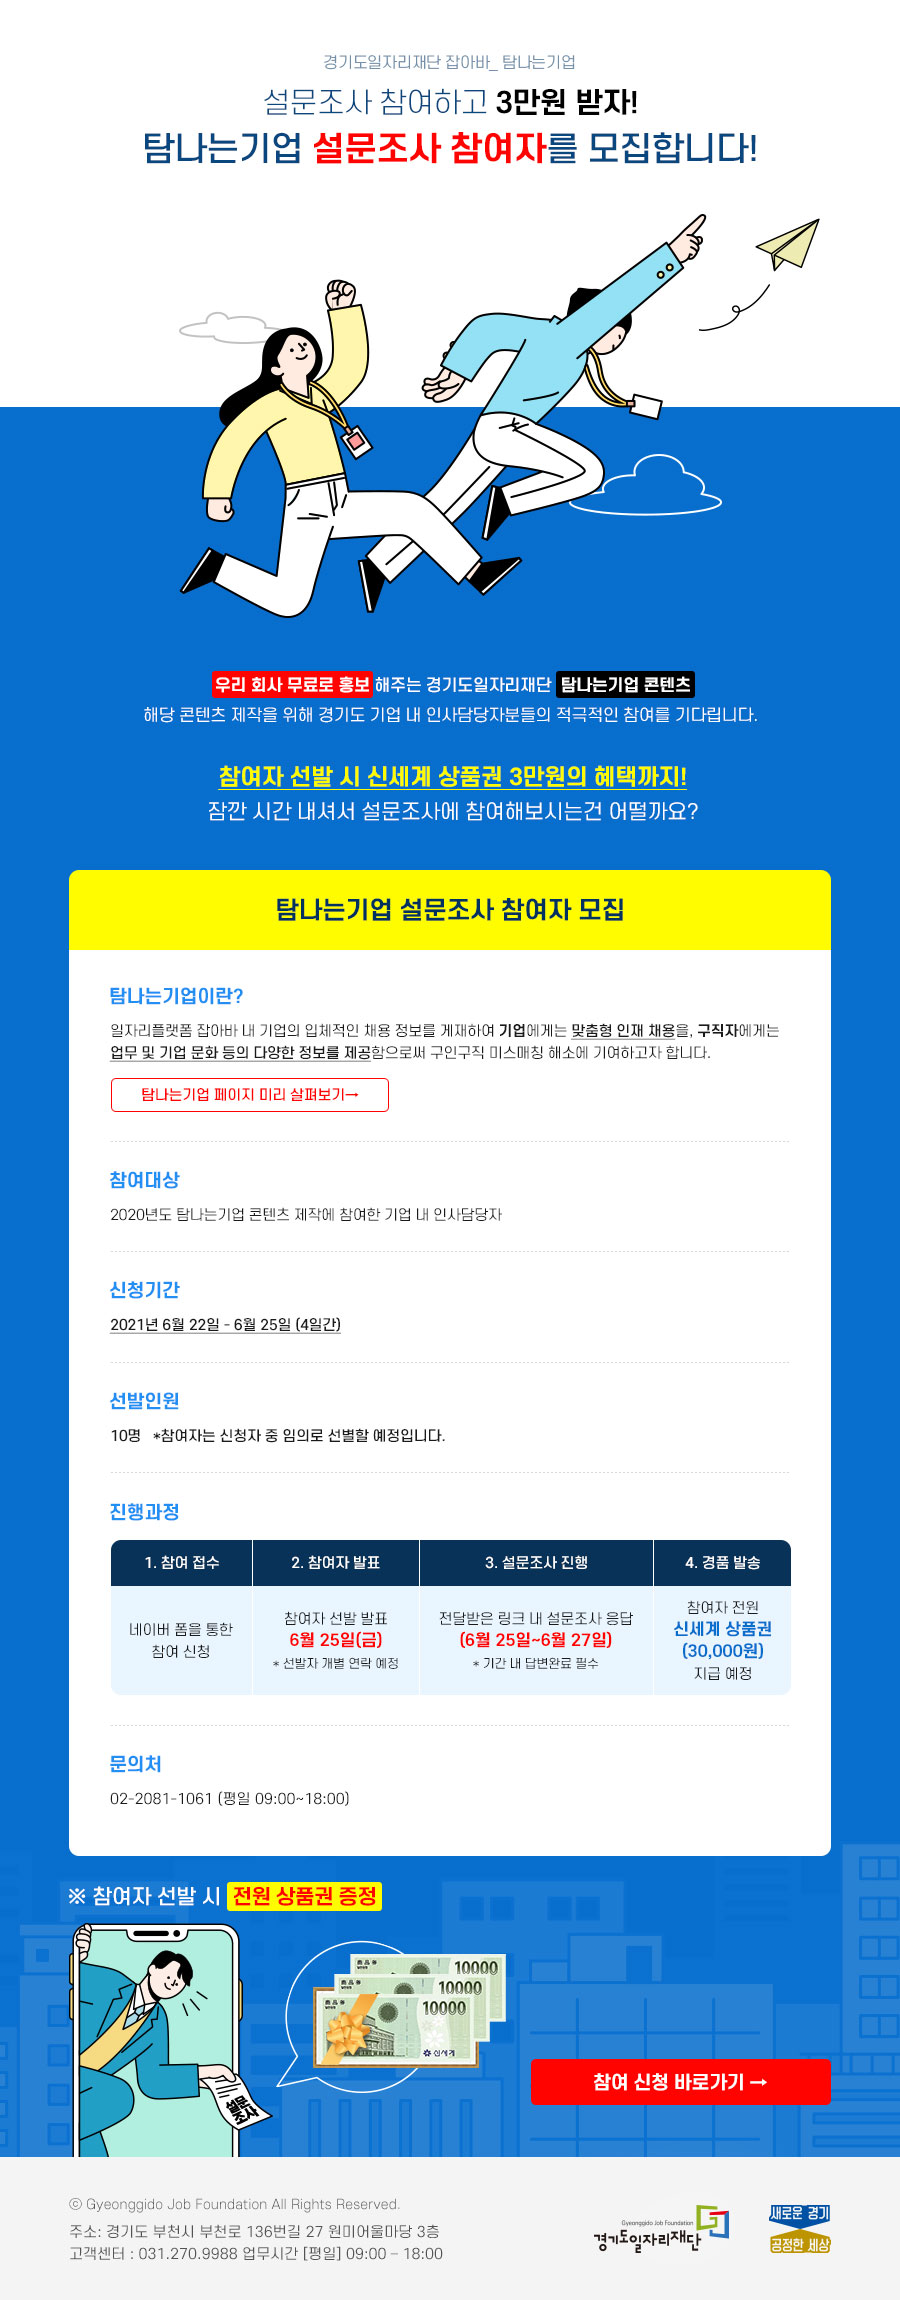 경기도일자리재단 잡아바_ 탐나는기업
설문조사 참여하고 3만원 받자!
탐나는기업 설문조사 참여자를 모집합니다!
우리 회사 무료로 홍보 해주는 경기도일자리재단 탐나는기업 콘텐츠
해당 콘텐츠 제작을 위해 경기도 기업 내 인사담당자분들의 적극적인 참여를 기다립니다.
참여자 선발 시 신세계 상품권 3만원의 혜택까지!
잠깐 시간 내셔서 설문조사에 참여해보시는건 어떨까요?
탐나는기업 설문조사 참여자 모집
탐나는기업이란?
일자리플랫폼 잡아바 내 기업의 입체적인 채용 정보를 게재하여 기업에게는 맞춤형 인재 채용을, 구직자에게는
업무 및 기업 문화 등의 다양한 정보를 제공함으로써 구인구직 미스매칭 해소에 기여하고자 합니다.
탐나는기업 페이지 미리 살펴보기→
참여대상
2020년도 탐나는기업 콘텐츠 제작에 참여한 기업 내 인사담당자
신청기간
2021년 6월 22일 - 6월 25일 (4일간)
선발인원
10명 *참여자는 신청자 중 임의로 선별할 예정입니다.
진행과정
1. 참여 접수
네이버 폼을 통한
참여 신청
2. 참여자 발표
참여자 선발 발표
6월 25일(금)
* 선발자 개별 연락 예정
3. 설문조사 진행
전달받은 링크 내 설문조사 응답
(6월 25일~6월 27일)
* 기간 내 답변완료 필수
4. 경품 발송
참여자 전원
신세계 상품권
(30,000원)
지급 예정
문의처
02-2081-1061 (평일 09:00~18:00)
※ 참여자 선발 시 전원 상품권 증정
商品券 10000
商品券 10000
商品券 10000
신세계
설문
조사
참여 신청 바로가기 →
ⓒ Gyeonggido Job Foundation All Rights Reserved.
주소: 경기도 부천시 부천로 136번길 27 원미어울마당 3층
고객센터 : 031.270.9988 업무시간 [평일] 09:00 – 18:00
Gyeonggido Job Foundation
경기도일자리재단
새로운 경기
공정한 세상